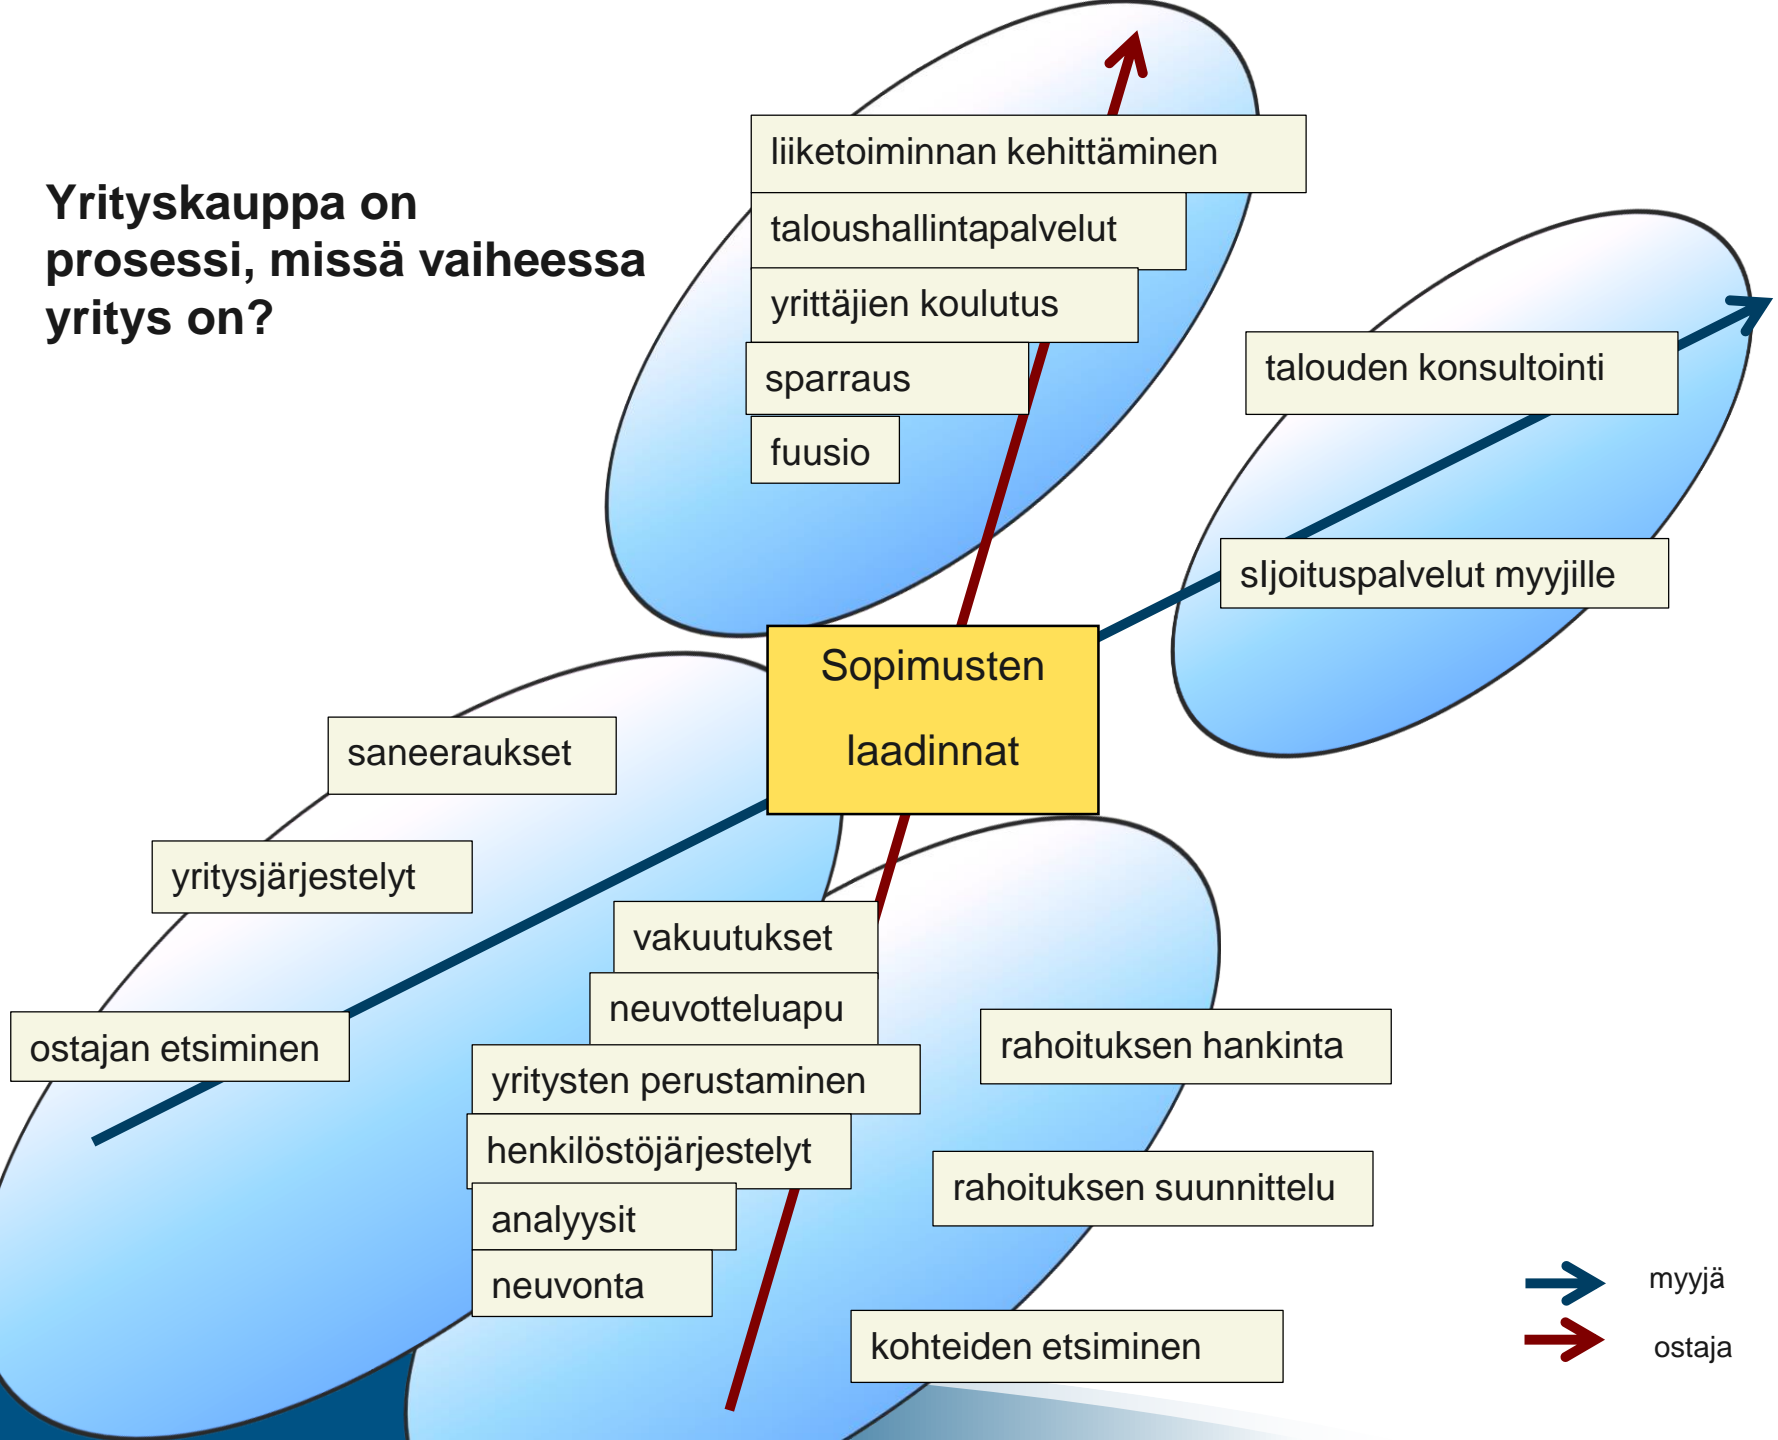 Yrityskauppa on
prosessi, missä vaiheessa
yritys on?
liiketoiminnan kehittäminen
taloushallintapalvelut
yrittäjien koulutus
sparraus
fuusio
talouden konsultointi
sIjoituspalvelut myyjille
Sopimusten
laadinnat
saneeraukset
yritysjärjestelyt
ostajan etsiminen
vakuutukset
neuvotteluapu
yritysten perustaminen
henkilöstöjärjestelyt
analyysit
neuvonta
rahoituksen hankinta
rahoituksen suunnittelu
kohteiden etsiminen
myyjä
ostaja